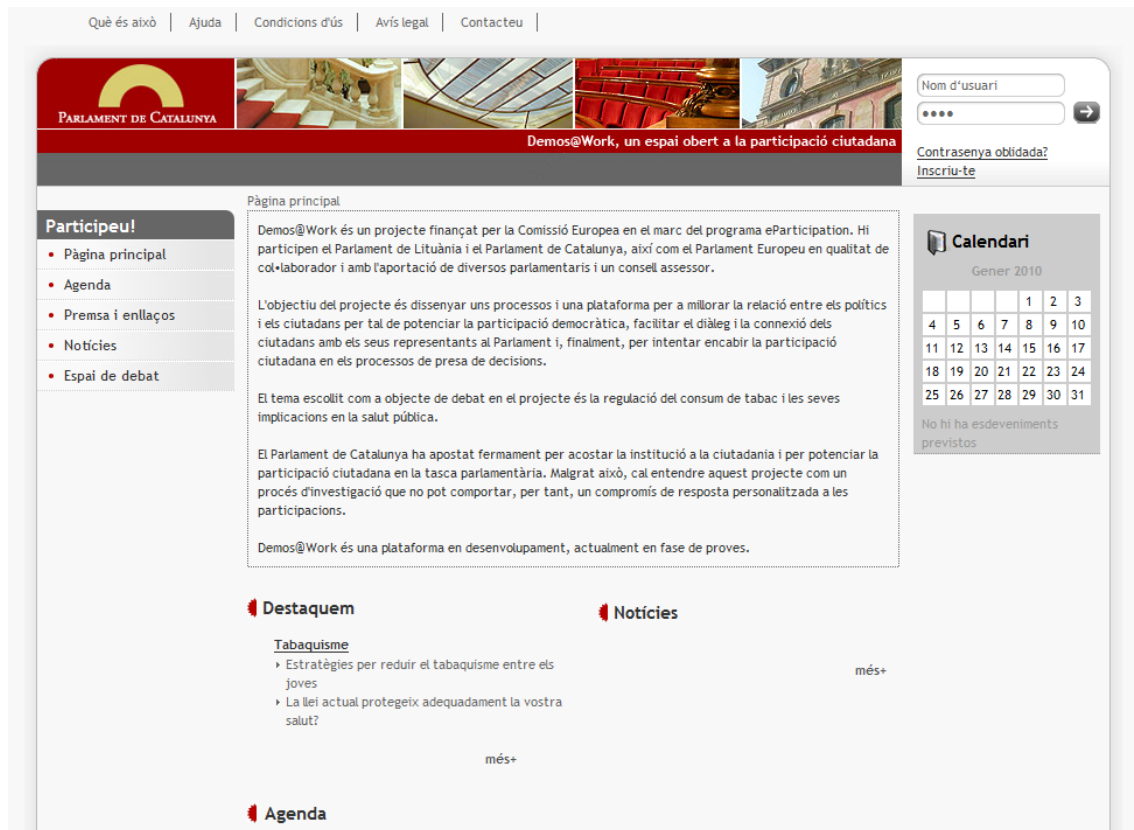 Què és això
Ajuda
Condicions d'ús
Avís legal
Contacteu
PARLAMENT DE CATALUNYA
Demos@Work, un espai obert a la participació ciutadana
Nom d'usuari
••••
Contrasenya oblidada?
Inscriu-te
Participeu!
• Pàgina principal
• Agenda
• Premsa i enllaços
• Notícies
• Espai de debat
Pàgina principal
Demos@Work és un projecte finançat per la Comissió Europea en el marc del programa eParticipation. Hi
participen el Parlament de Lituània i el Parlament de Catalunya, així com el Parlament Europeu en qualitat de
col•laborador i amb l'aportació de diversos parlamentaris i un consell assessor.
L'objectiu del projecte és dissenyar uns processos i una plataforma per a millorar la relació entre els polítics
i els ciutadans per tal de potenciar la participació democràtica, facilitar el diàleg i la connexió dels
ciutadans amb els seus representants al Parlament i, finalment, per intentar encabir la participació
ciutadana en els processos de presa de decisions.
El tema escollit com a objecte de debat en el projecte és la regulació del consum de tabac i les seves
implicacions en la salut pública.
El Parlament de Catalunya ha apostat fermament per acostar la institució a la ciutadania i per potenciar la
participació ciutadana en la tasca parlamentària. Malgrat això, cal entendre aquest projecte com un
procés d'investigació que no pot comportar, per tant, un compromís de resposta personalitzada a les
participacions.
Demos@Work és una plataforma en desenvolupament, actualment en fase de proves.
Destaquem
Tabaquisme
Estratègies per reduir el tabaquisme entre els
joves
La llei actual protegeix adequadament la vostra
salut?
més+
Notícies
més+
Agenda
Calendari
Gener 2010
1 2 3
4 5 6 7 8 9 10
11 12 13 14 15 16 17
18 19 20 21 22 23 24
25 26 27 28 29 30 31
No hi ha esdeveniments
previstos